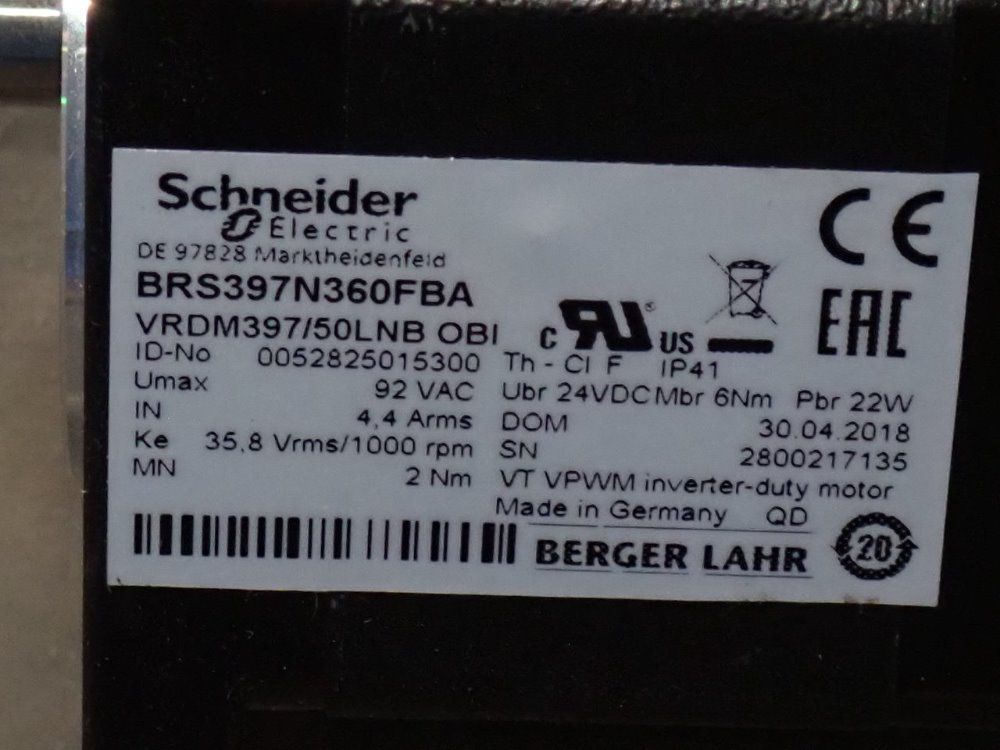 Schneider
Electric
DE 97828 Marktheidenfeld
BRS397N360FBA
VRDM397/50LNB OBI
ID-No 0052825015300
Umax 92 VAC
IN 4,4 Arms
Ke 35,8 Vrms/1000 rpm
MN 2 Nm
CE
C RU® US
EAC
Th - Cl F IP41
Ubr 24VDC Mbr 6Nm Pbr 22W
DOM 30.04.2018
SN 2800217135
VT VPWM inverter-duty motor
Made in Germany QD
BERGER LAHR
20